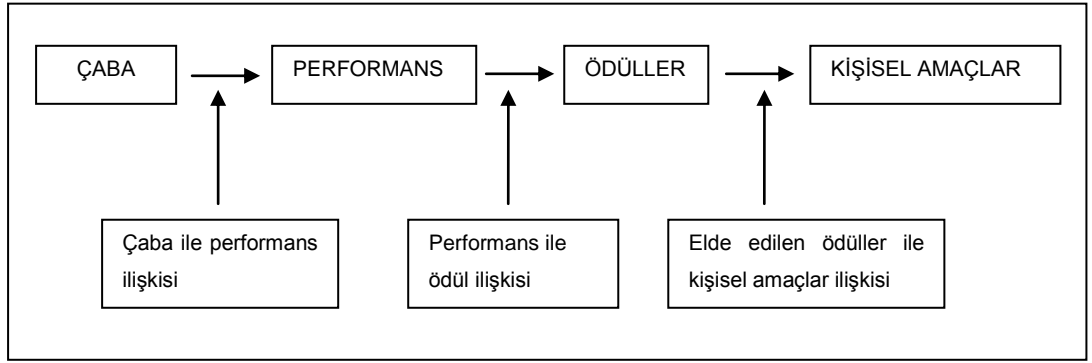 ÇABA
PERFORMANS
ÖDÜLLER
KİŞİSEL AMAÇLAR
Çaba ile performans
ilişkisi
Performans ile
ödül ilişkisi
Elde edilen ödüller ile
kişisel amaçlar ilişkisi